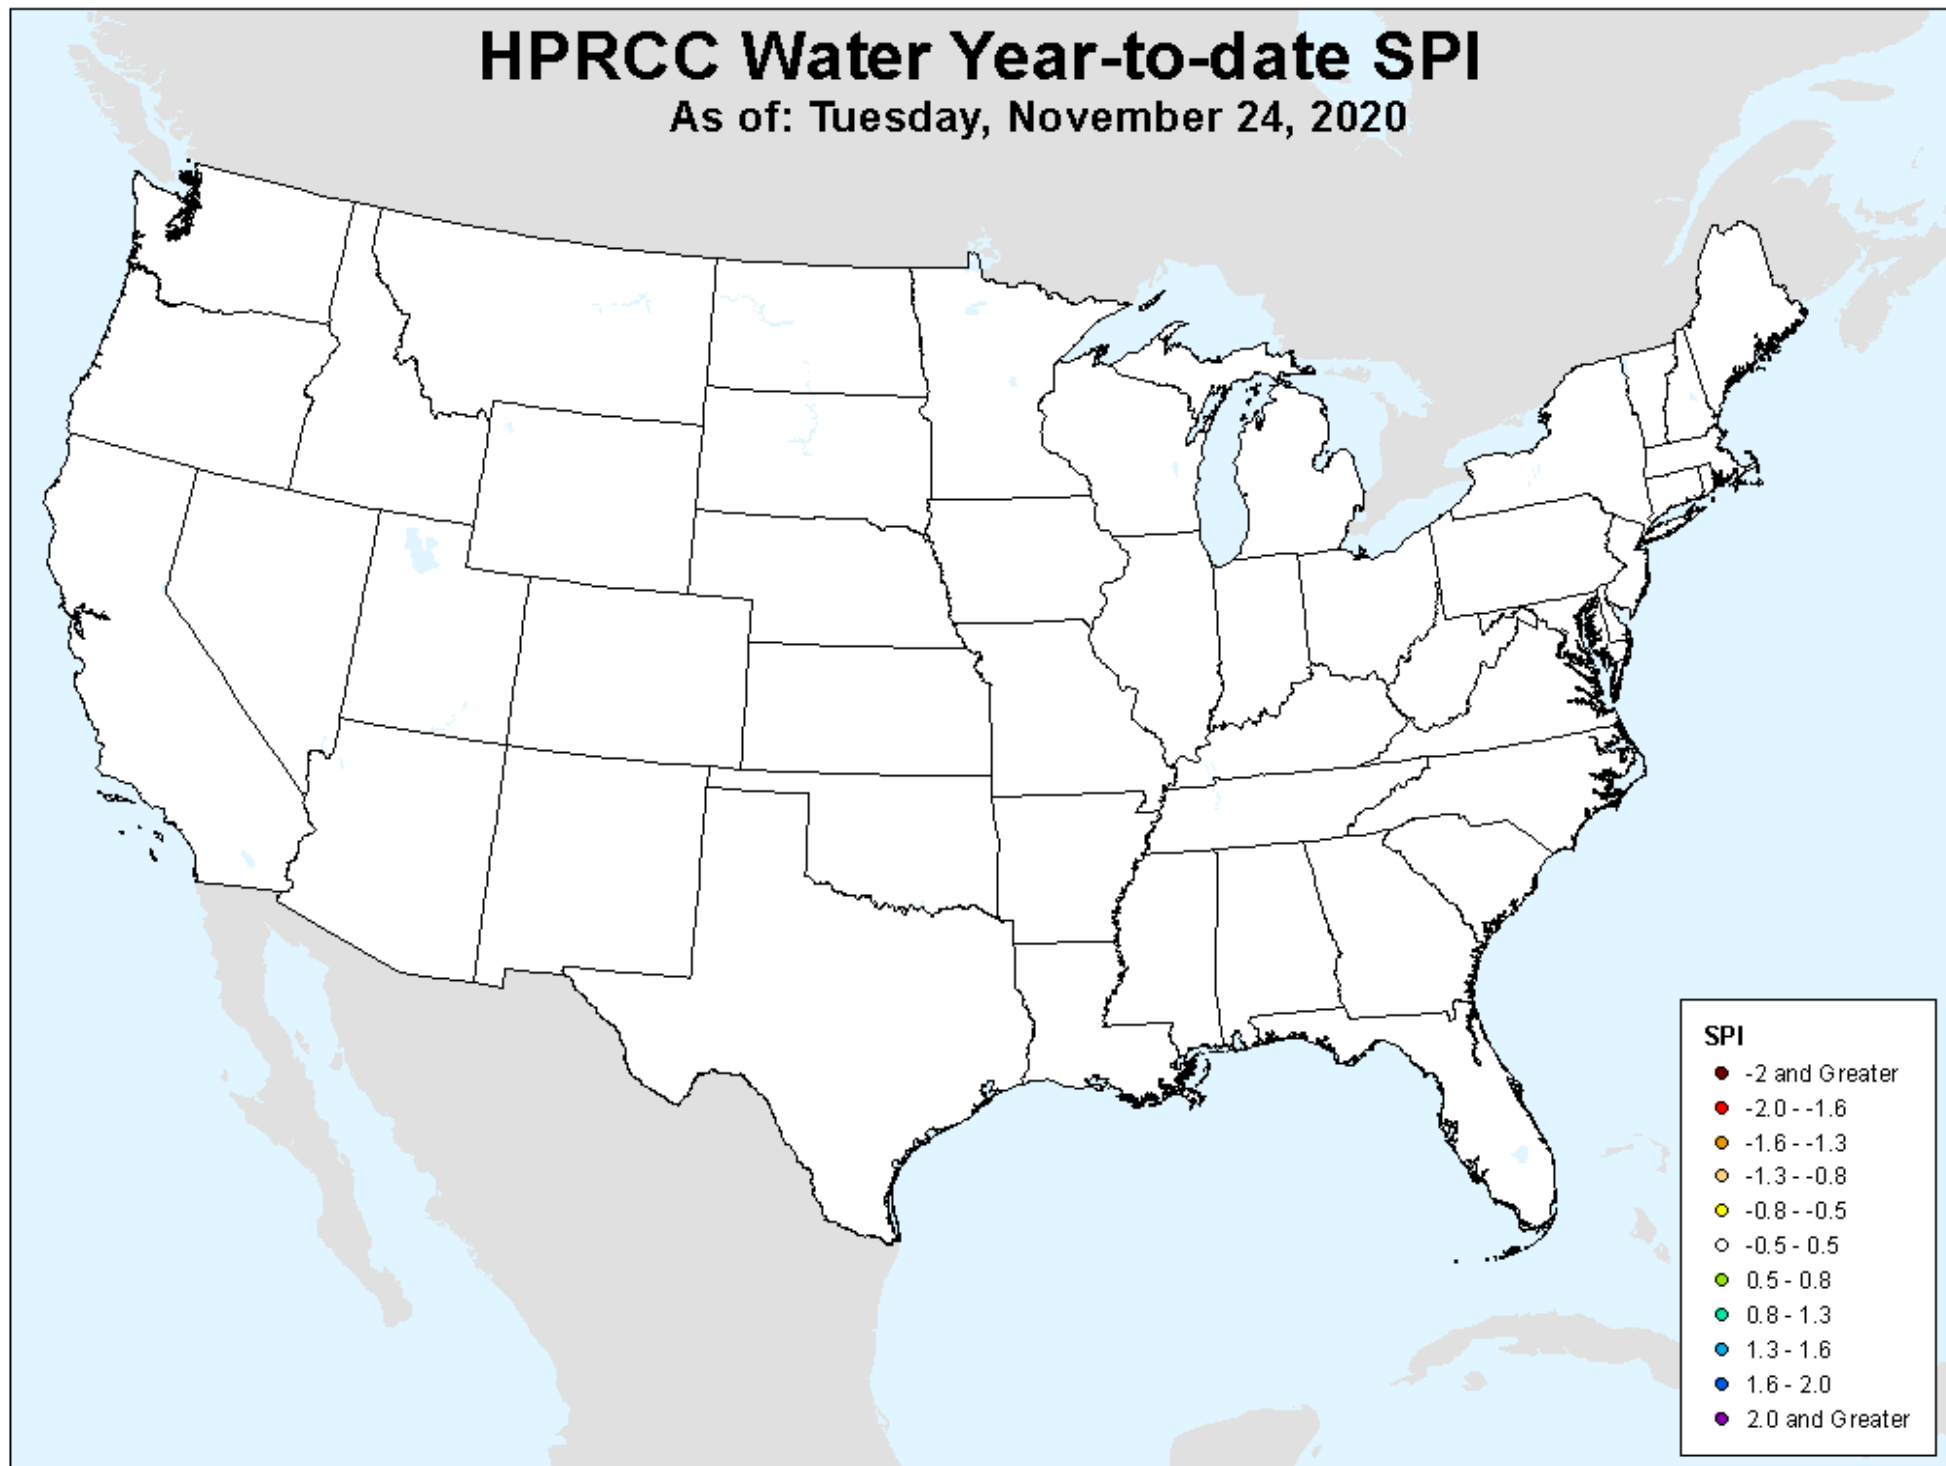 HPRCC Water Year-to-date SPI
As of: Tuesday, November 24, 2020
SPI
-2 and Greater
-2.0 - -1.6
-1.6 - -1.3
-1.3 - -0.8
-0.8 - -0.5
-0.5 - 0.5
0.5 - 0.8
0.8 - 1.3
1.3 - 1.6
1.6 - 2.0
2.0 and Greater